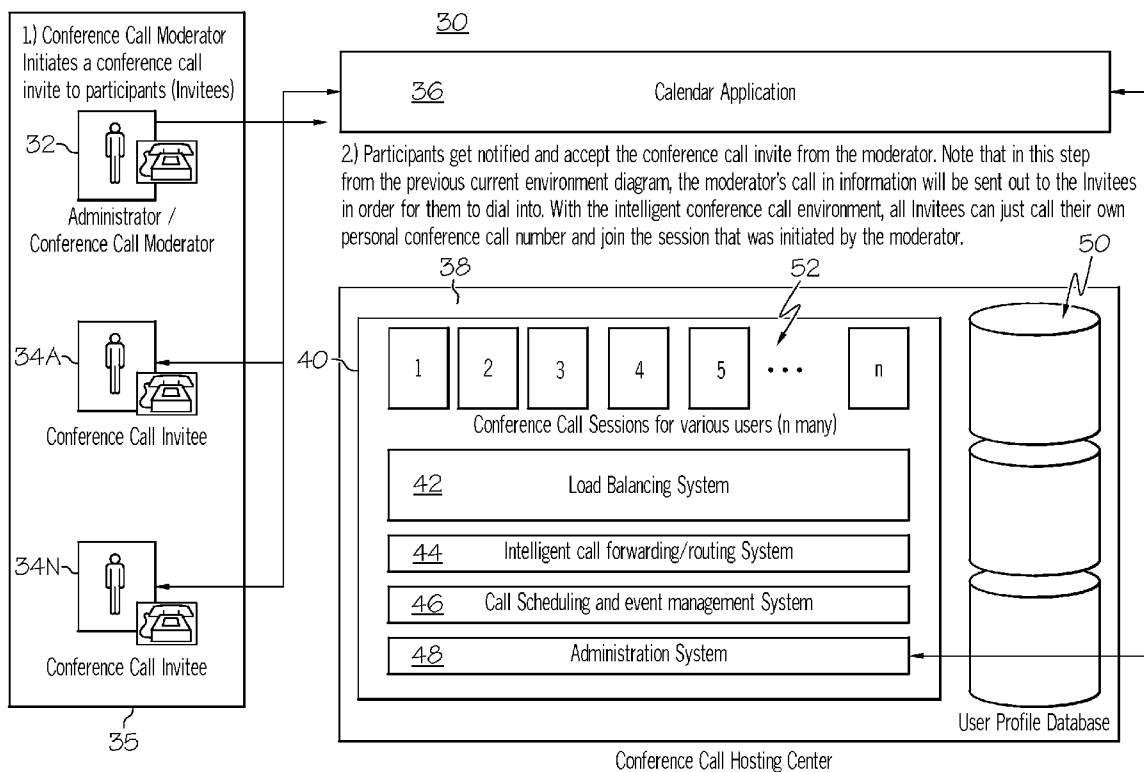 30
1.) Conference Call Moderator
Initiates a conference call
invite to participants (Invitees)
32
Administrator /
Conference Call Moderator
34A
Conference Call Invitee
34N
Conference Call Invitee
35
36
Calendar Application
2.) Participants get notified and accept the conference call invite from the moderator. Note that in this step
from the previous current environment diagram, the moderator's call in information will be sent out to the Invitees
in order for them to dial into. With the intelligent conference call environment, all Invitees can just call their own
personal conference call number and join the session that was initiated by the moderator.
38
52
50
40
1 2 3 4 5 ••• n
Conference Call Sessions for various users (n many)
42 Load Balancing System
44 Intelligent call forwarding/routing System
46 Call Scheduling and event management System
48 Administration System
User Profile Database
Conference Call Hosting Center